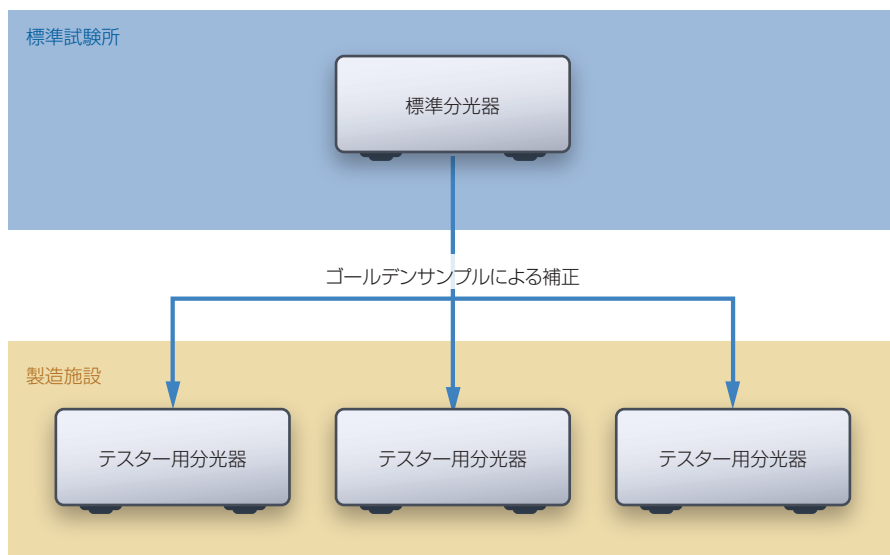 標準試験所
標準分光器
ゴールデンサンプルによる補正
製造施設
テスター用分光器
テスター用分光器
テスター用分光器